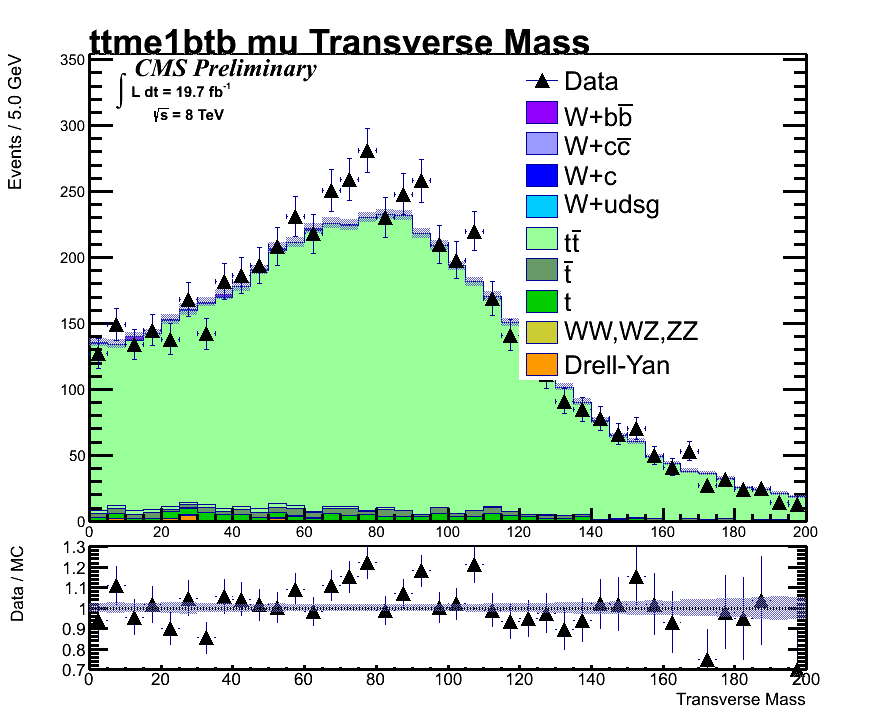 ttme1btb mu Transverse Mass
CMS Preliminary
∫ L dt = 19.7 fb⁻¹
√s = 8 TeV
Events / 5.0 GeV
350
300
250
200
150
100
50
0
Data
W+bb̅
W+cc̅
W+c
W+udsg
tt̅
t̅
t
WW,WZ,ZZ
Drell-Yan
0 20 40 60 80 100 120 140 160 180 200
Data / MC
1.3
1.2
1.1
1
0.9
0.8
0.7
0 20 40 60 80 100 120 140 160 180 200
Transverse Mass